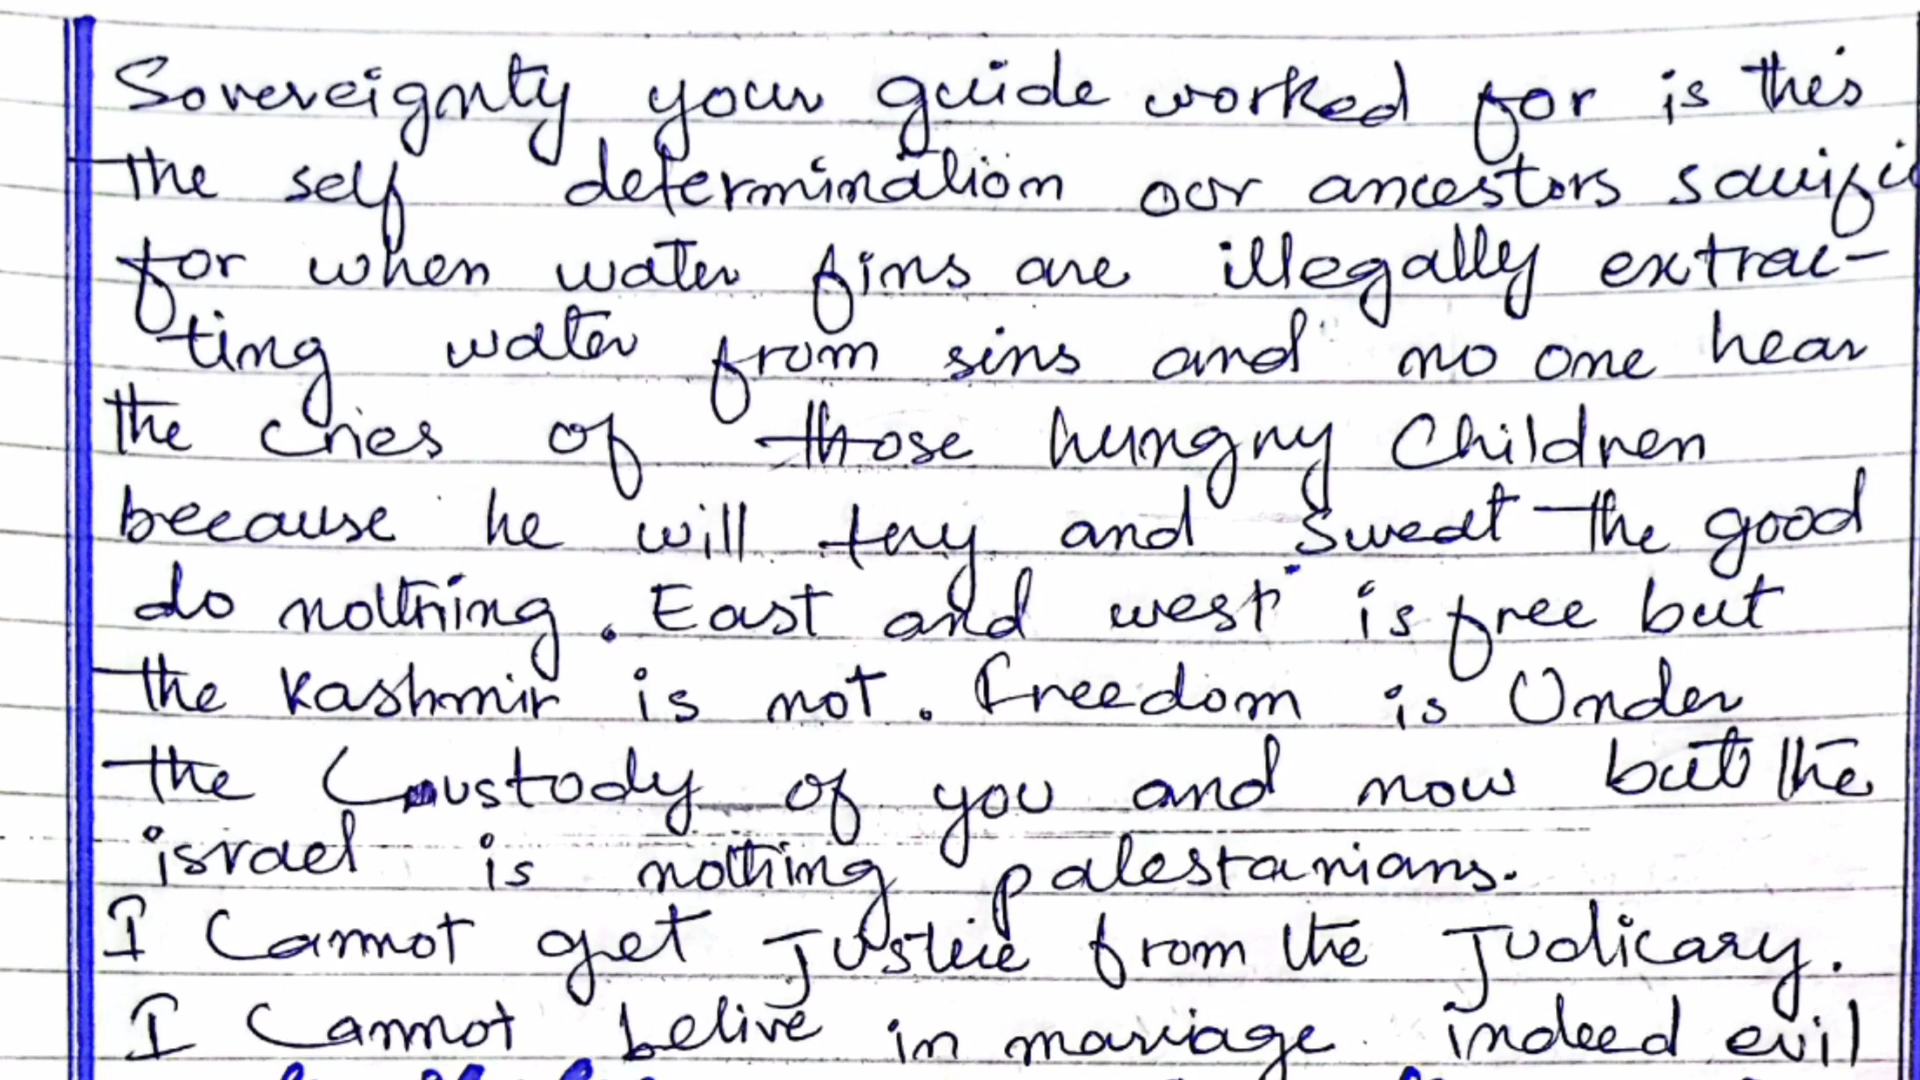 Sovereignty your guide worked for is this
the self determination our ancestors
for when water fims are illegally extrac-
ting water from sins and no one hear
the cries of those hungry Children
because he will try and sweat the good
do nothing. East and west is free but
the Kashmir is not. Freedom is Under
the Custody of you and now but the
israel is nothing palestanians.
I Cannot get Justice from the Judicary.
I Cannot belive in marriage. indeed evil